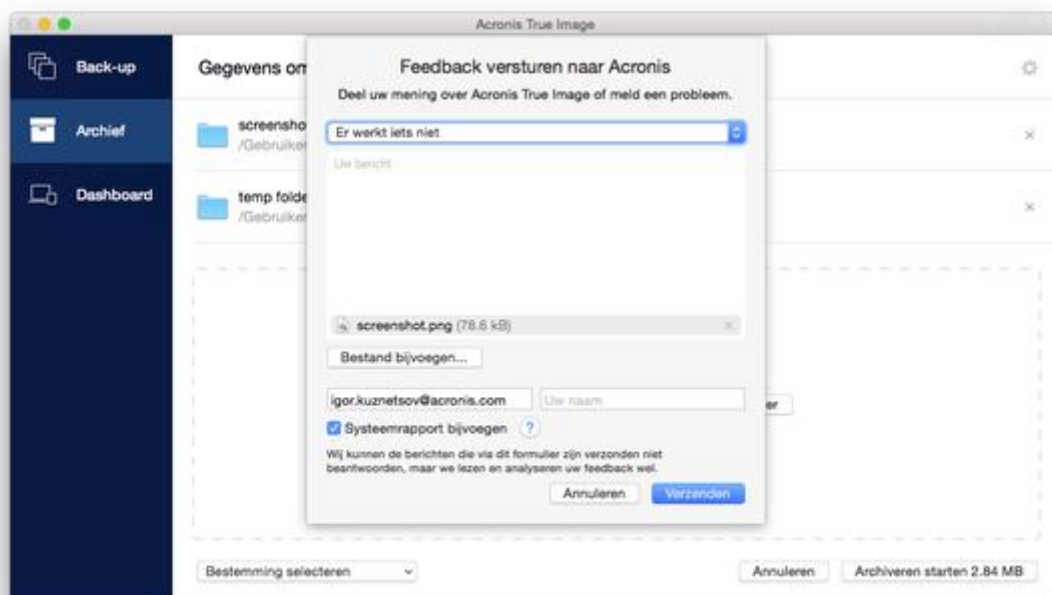 Acronis True Image
Back-up
Archief
Dashboard
Gegevens om
screensho
/Gebruiker
temp folde
/Gebruiker
Feedback versturen naar Acronis
Deel uw mening over Acronis True Image of meld een probleem.
Er werkt iets niet
Uw bericht
screenshot.png (78.6 kB)
Bestand bijvoegen...
igor.kuznetsov@acronis.com
Uw naam
Systeemrapport bijvoegen ?
Wij kunnen de berichten die via dit formulier zijn verzonden niet
beantwoorden, maar we lezen en analyseren uw feedback wel.
Annuleren
Verzenden
er
Bestemming selecteren
Annuleren
Archiveren starten 2.84 MB